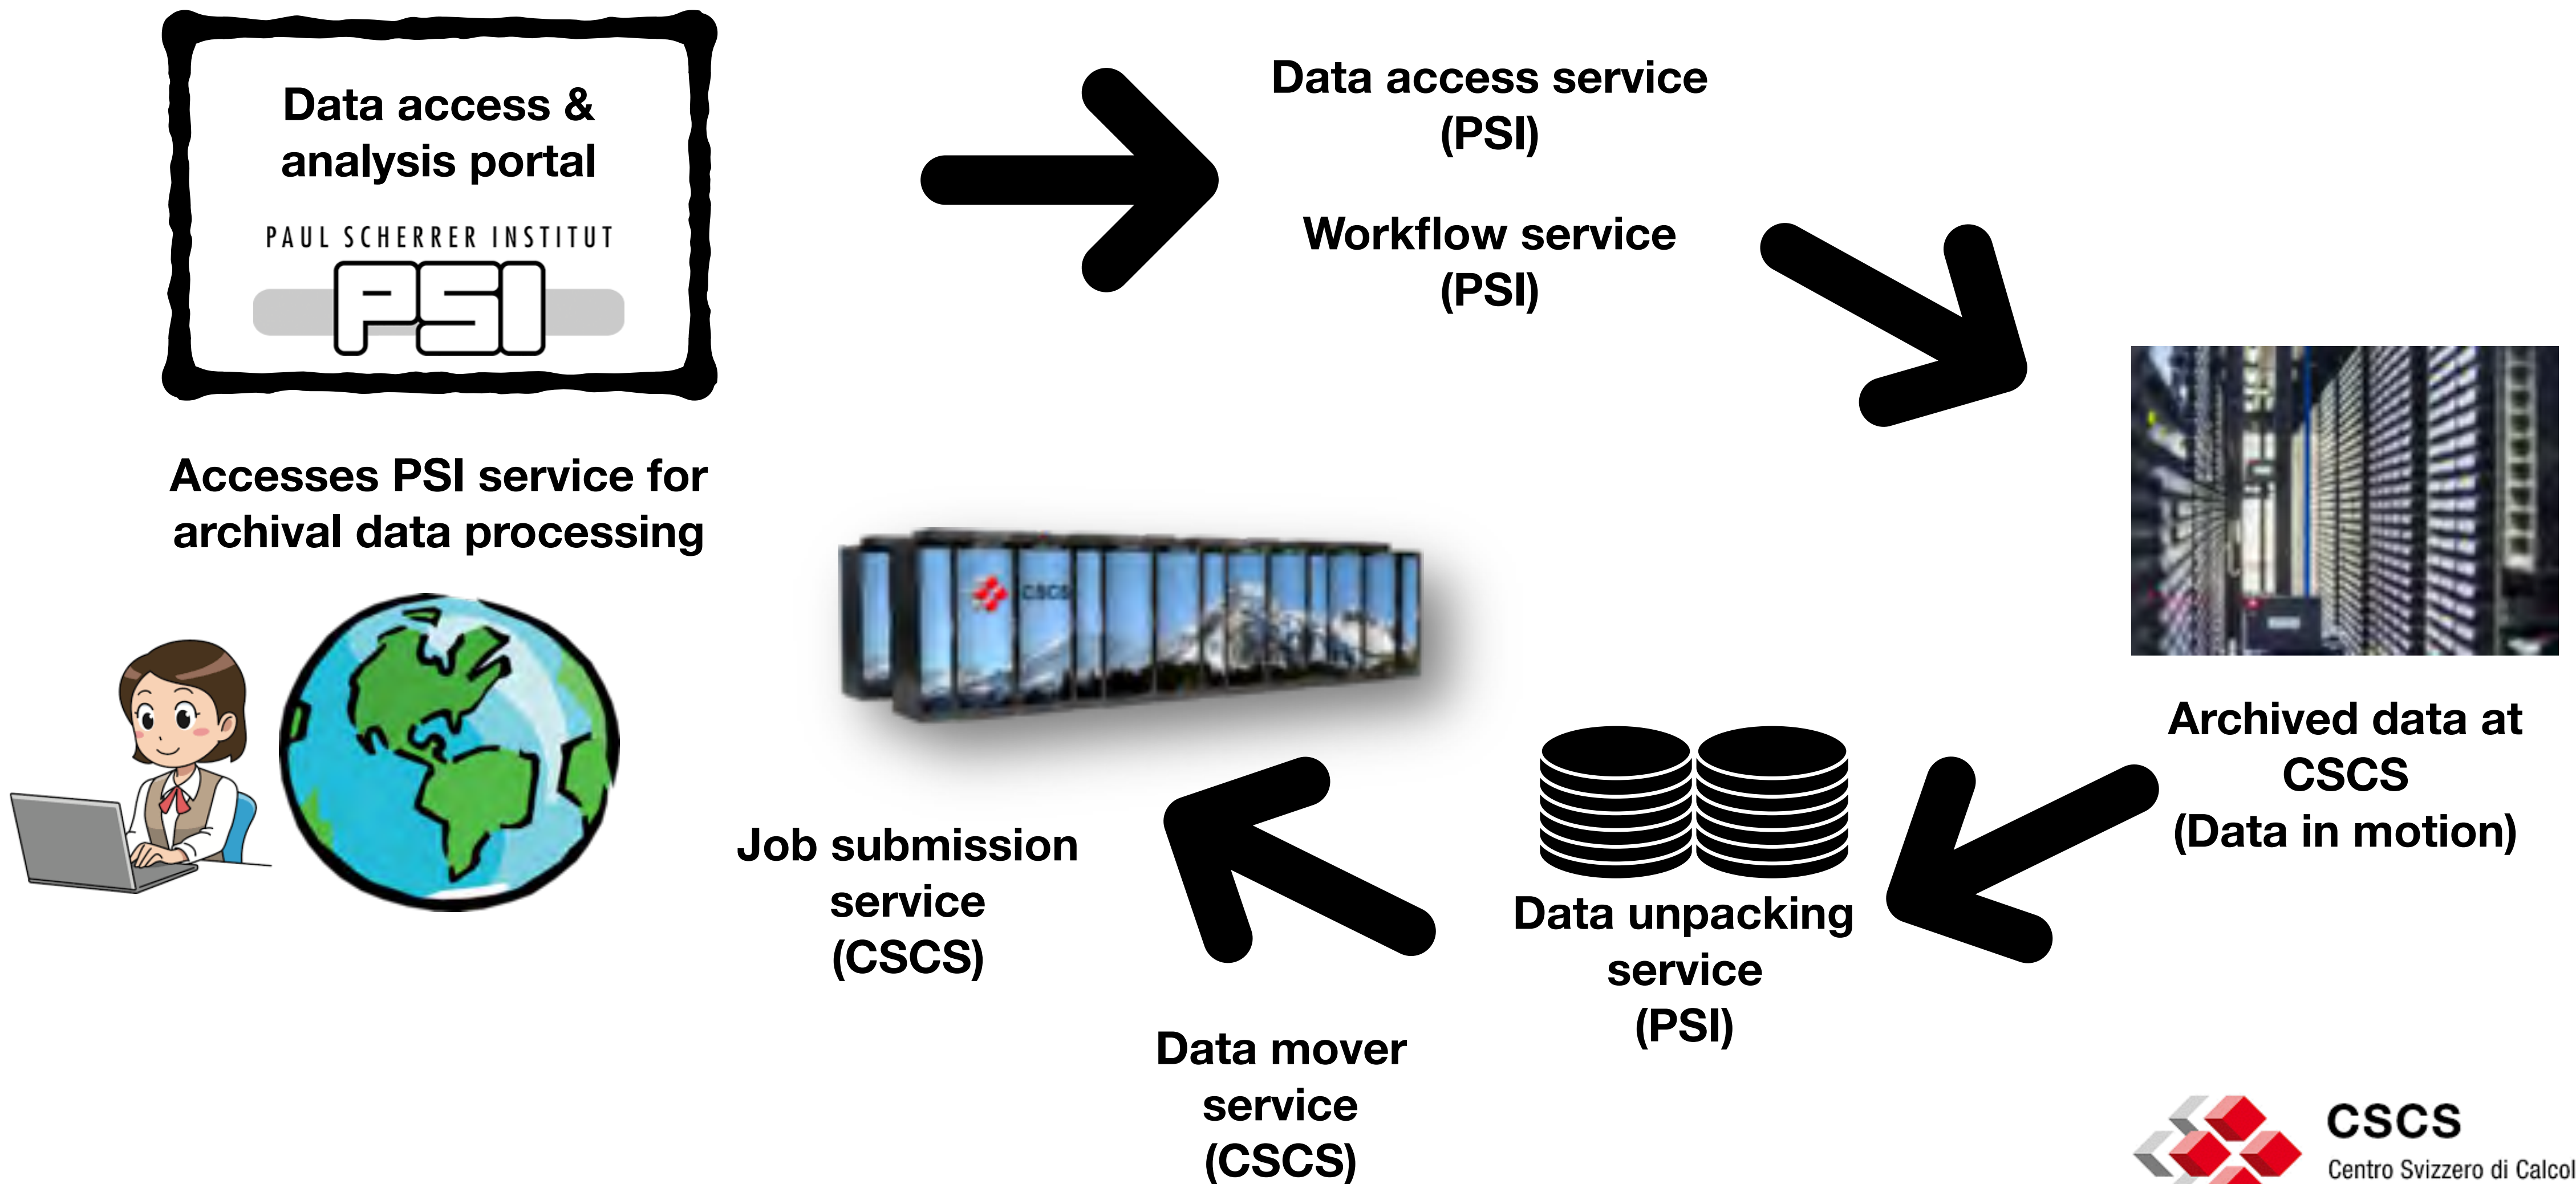 Data access &
analysis portal
PAUL SCHERRER INSTITUT
PSI
Accesses PSI service for
archival data processing
Data access service
(PSI)
Workflow service
(PSI)
CSCS
Archived data at
CSCS
(Data in motion)
Data unpacking
service
(PSI)
Job submission
service
(CSCS)
Data mover
service
(CSCS)
CSCS
Centro Svizzero di Calcol